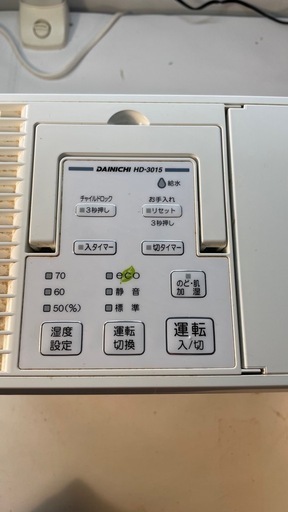 DAINICHI HD-3015
給水
チャイルドロック
3秒押し
お手入れ
リセット
3秒押し
入タイマー
切タイマー
70
60
50(%)
eco
静音
標準
のど・肌
加湿
湿度
設定
運転
切換
運転
入/切